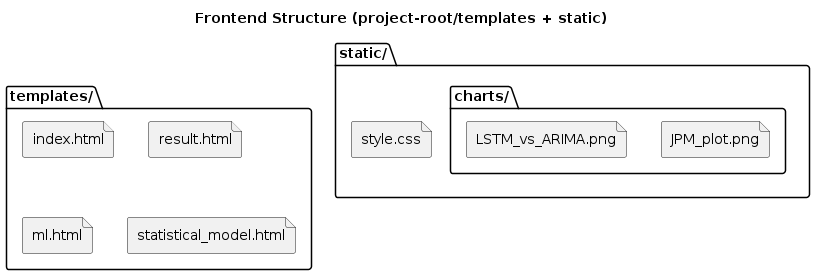 Frontend Structure (project-root/templates + static)
templates/
index.html
result.html
ml.html
statistical_model.html
static/
style.css
charts/
LSTM_vs_ARIMA.png
JPM_plot.png